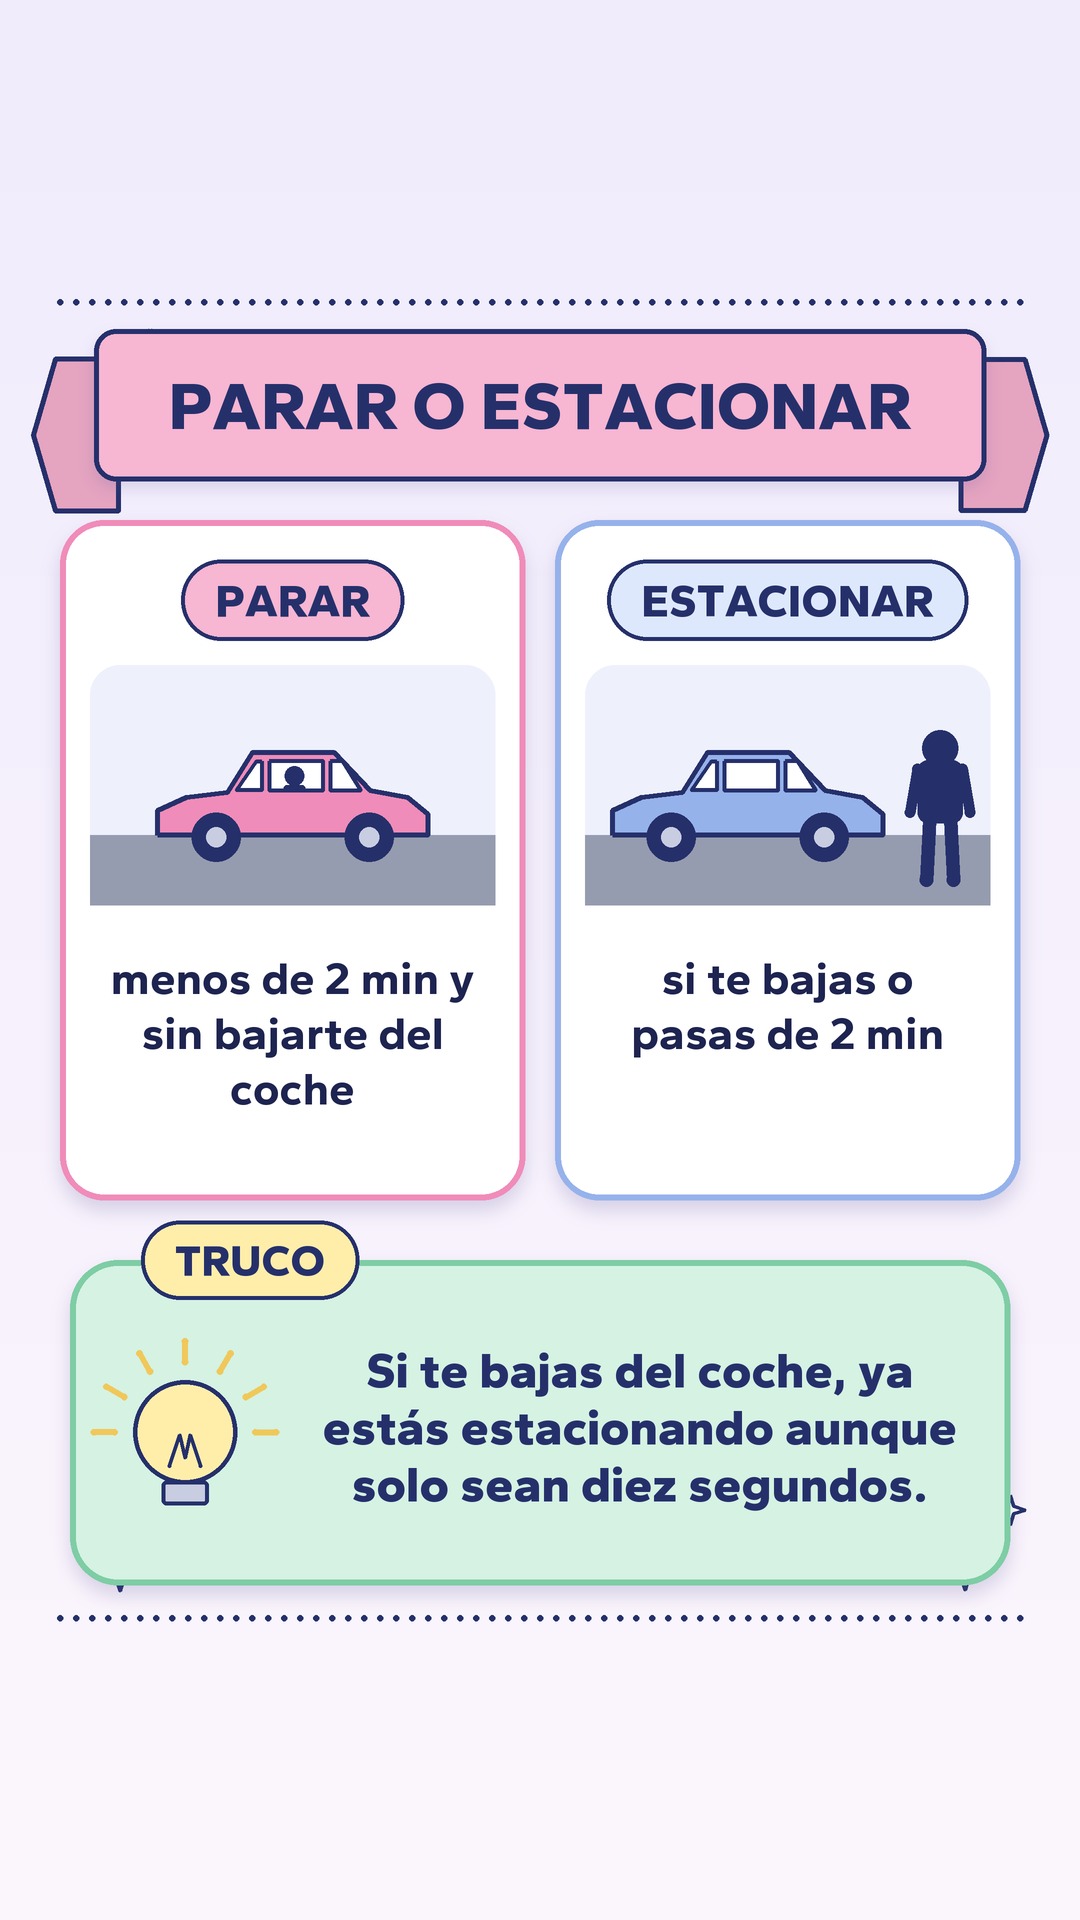 PARAR O ESTACIONAR
PARAR
menos de 2 min y
sin bajarte del
coche
ESTACIONAR
si te bajas o
pasas de 2 min
TRUCO
Si te bajas del coche, ya
estás estacionando aunque
solo sean diez segundos.